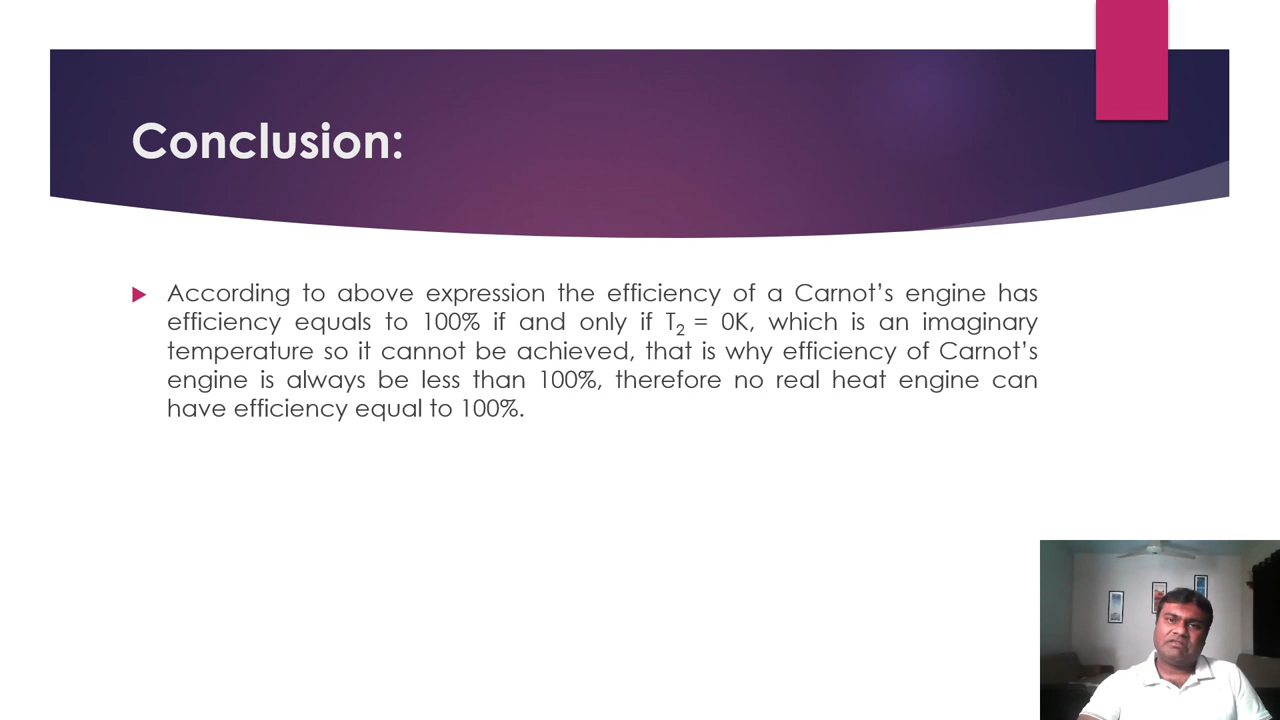 Conclusion:
According to above expression the efficiency of a Carnot’s engine has
efficiency equals to 100% if and only if T₂ = 0K, which is an imaginary
temperature so it cannot be achieved, that is why efficiency of Carnot’s
engine is always be less than 100%, therefore no real heat engine can
have efficiency equal to 100%.